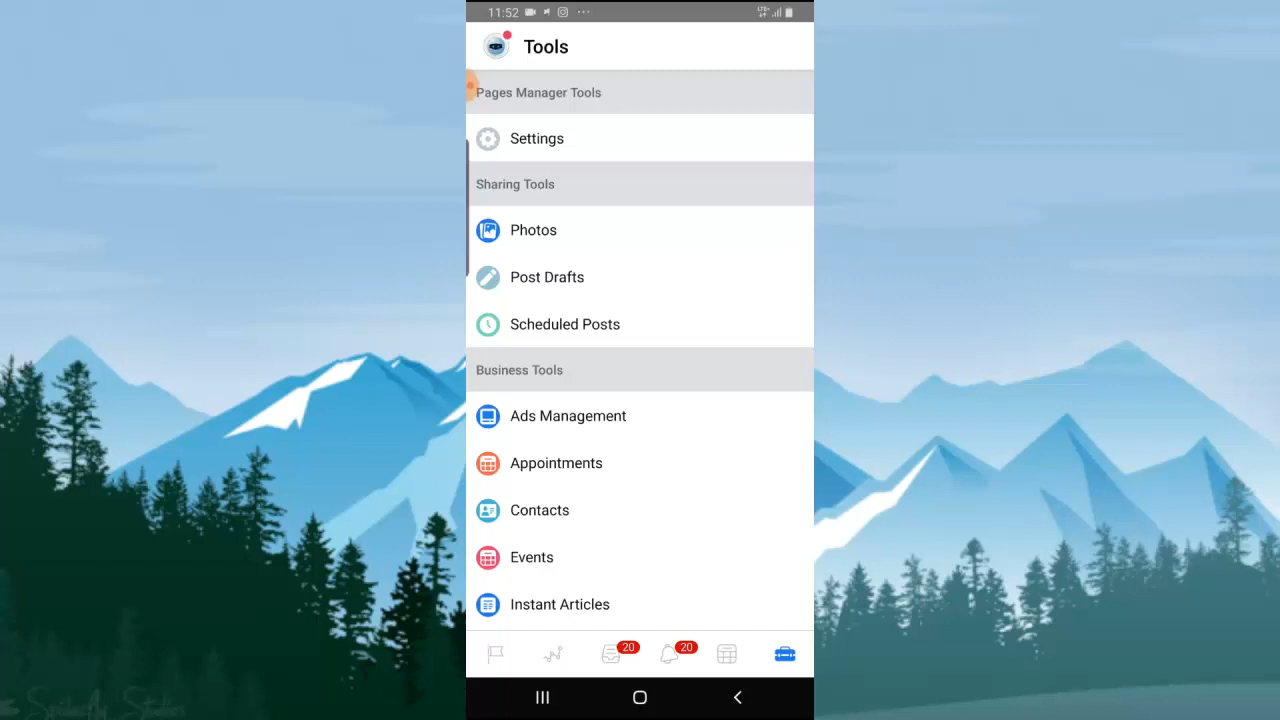 11:52
Tools
Pages Manager Tools
Settings
Sharing Tools
Photos
Post Drafts
Scheduled Posts
Business Tools
Ads Management
Appointments
Contacts
Events
Instant Articles
20
20